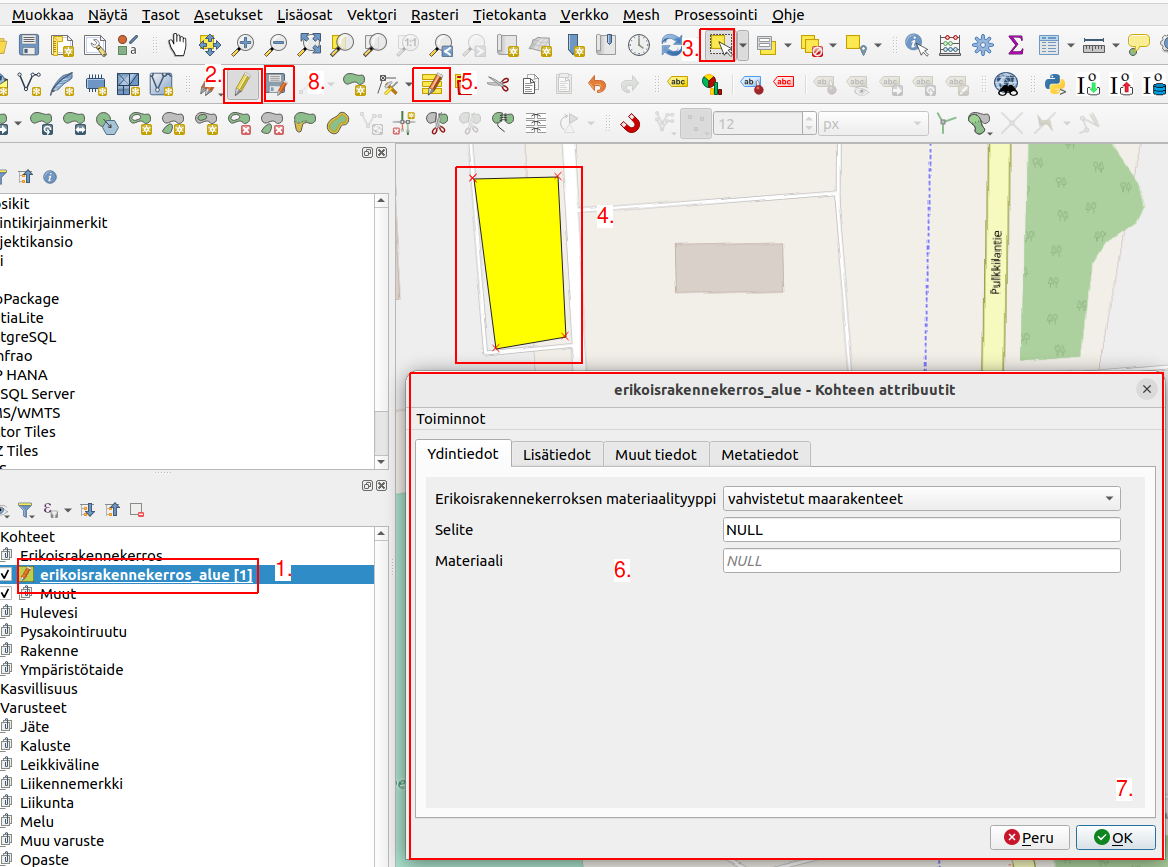 Muokkaa Näytä Tasot Asetukset Lisäosat Vektori Rasteri Tietokanta Verkko Mesh Prosessointi Ohje
3.
2. 8. 5.
abc abc ab abc
12 px
4.
Pulkkilantie
osikit
intikirjainmerkit
jektikansio
i
oPackage
tiaLite
tgreSQL
nfrao
P HANA
SQL Server
MS/WMTS
tor Tiles
Z Tiles
Kohteet
Erikoisrakennekerros
erikoisrakennekerros_alue [1]
1.
Muut
Hulevesi
Pysakointiruutu
Rakenne
Ympäristötaide
Kasvillisuus
Varusteet
Jäte
Kaluste
Leikkiväline
Liikennemerkki
Liikunta
Melu
Muu varuste
Opaste
erikoisrakennekerros_alue - Kohteen attribuutit
Toiminnot
Ydintiedot Lisätiedot Muut tiedot Metatiedot
Erikoisrakennekerroksen materiaalityyppi vahvistetut maarakenteet
Selite NULL
Materiaali NULL
6.
7.
Peru OK